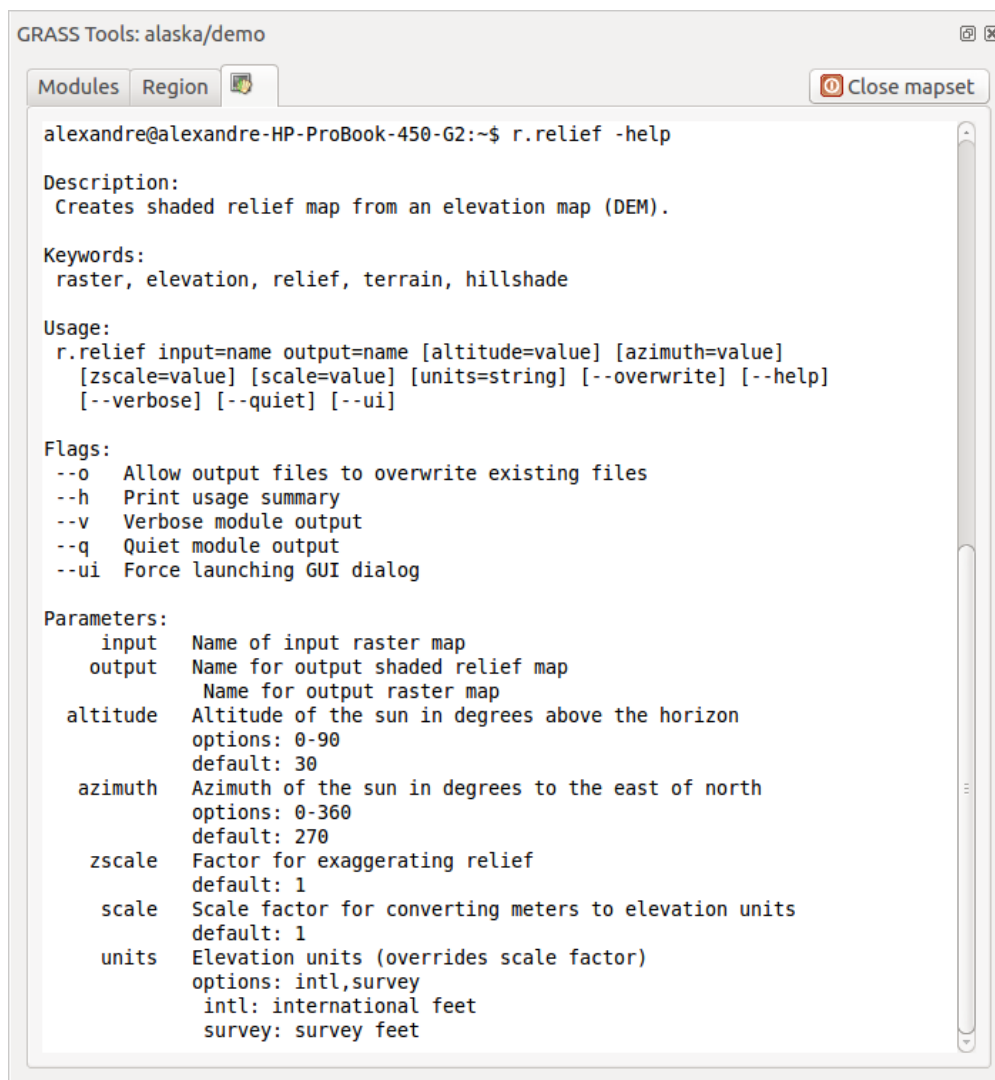 GRASS Tools: alaska/demo
Modules Region Close mapset
alexandre@alexandre-HP-ProBook-450-G2:~$ r.relief -help
Description:
Creates shaded relief map from an elevation map (DEM).
Keywords:
raster, elevation, relief, terrain, hillshade
Usage:
r.relief input=name output=name [altitude=value] [azimuth=value]
[zscale=value] [scale=value] [units=string] [--overwrite] [--help]
[--verbose] [--quiet] [--ui]
Flags:
--o Allow output files to overwrite existing files
--h Print usage summary
--v Verbose module output
--q Quiet module output
--ui Force launching GUI dialog
Parameters:
input Name of input raster map
output Name for output shaded relief map
Name for output raster map
altitude Altitude of the sun in degrees above the horizon
options: 0-90
default: 30
azimuth Azimuth of the sun in degrees to the east of north
options: 0-360
default: 270
zscale Factor for exaggerating relief
default: 1
scale Scale factor for converting meters to elevation units
default: 1
units Elevation units (overrides scale factor)
options: intl,survey
intl: international feet
survey: survey feet